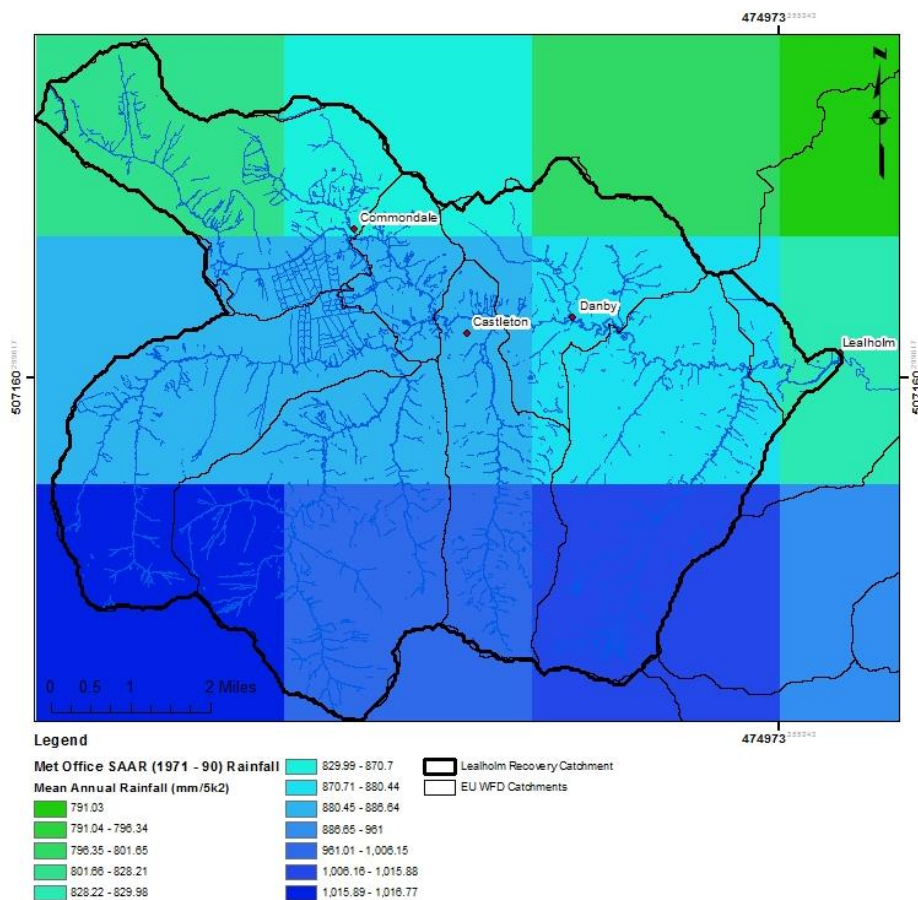 474973
Commondale
Castleton
Danby
Lealholm
507160
507160
N
0 0.5 1 2 Miles
474973
Legend
Met Office SAAR (1971 - 90) Rainfall
Mean Annual Rainfall (mm/5k2)
791.03
791.04 - 796.34
796.35 - 801.65
801.66 - 828.21
828.22 - 829.98
829.99 - 870.7
870.71 - 880.44
880.45 - 886.64
886.65 - 961
961.01 - 1,006.15
1,006.16 - 1,015.88
1,015.89 - 1,016.77
Lealholm Recovery Catchment
EU WFD Catchments